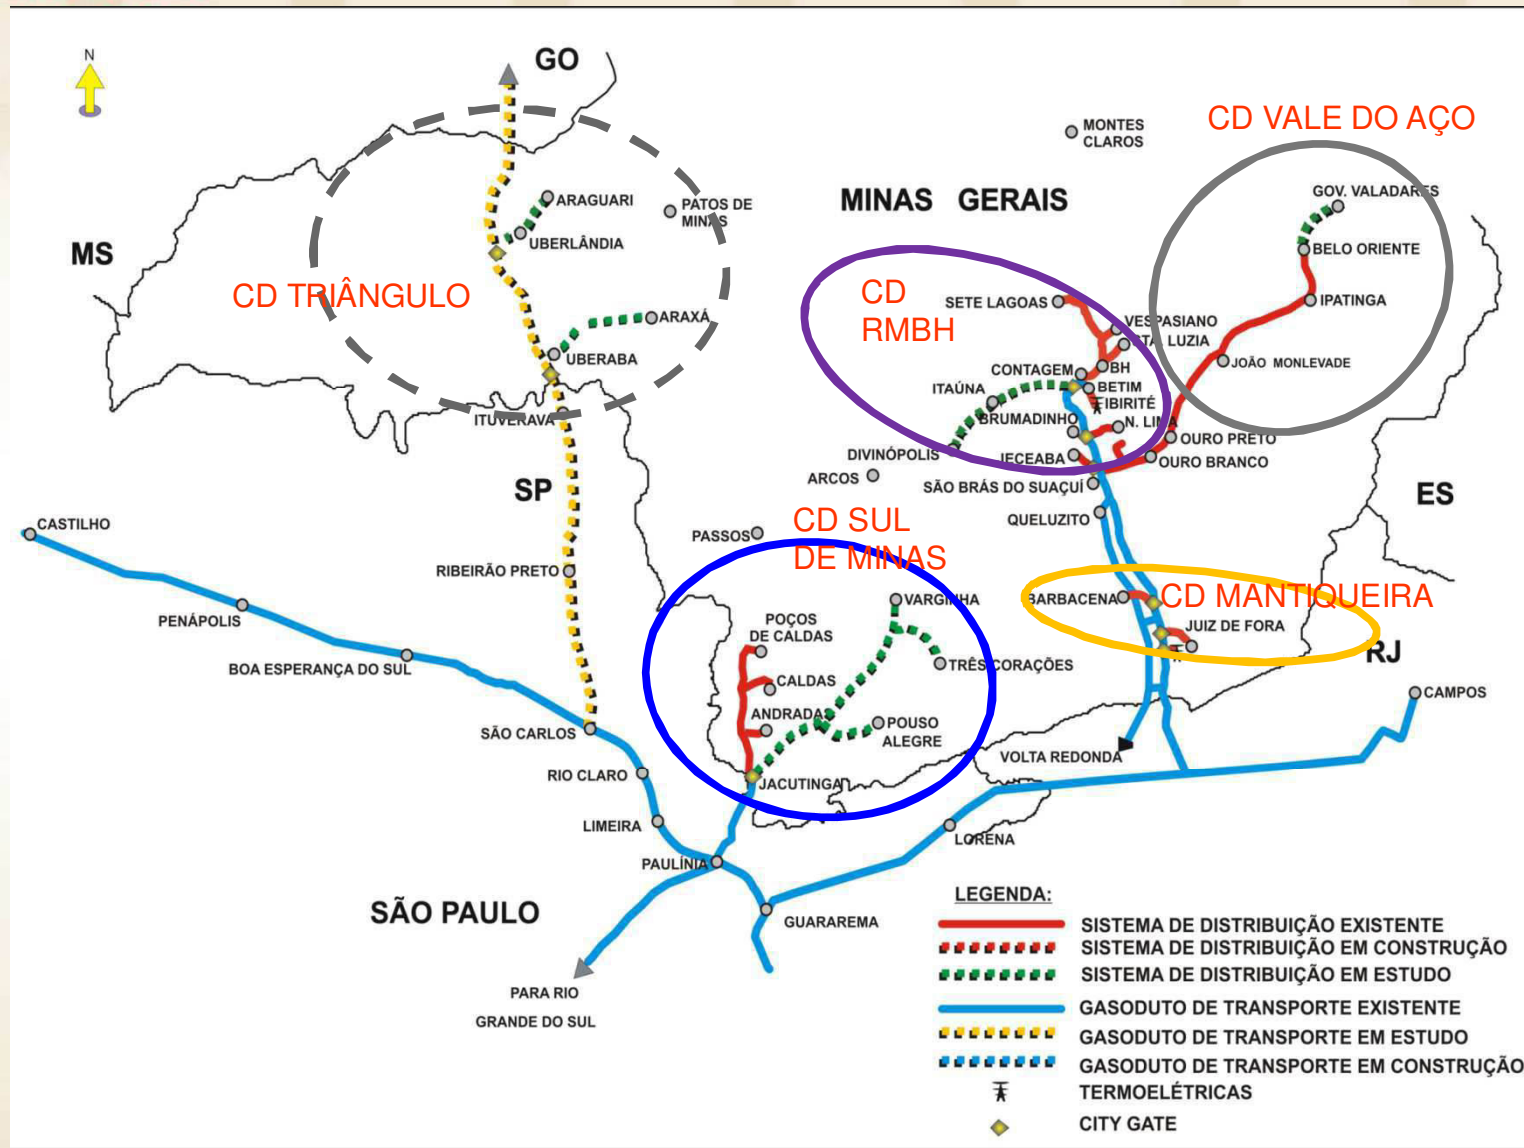 N
GO
MONTES
CLAROS
CD VALE DO AÇO
MINAS GERAIS
GOV. VALADARES
ARAGUARI
PATOS DE
MINAS
UBERLÂNDIA
MS
BELO ORIENTE
CD TRIÂNGULO
CD
RMBH
SETE LAGOAS
IPATINGA
ARAXÁ
VESPASIANO
STA. LUZIA
UBERABA
CONTAGEM
BH
JOÃO MONLEVADE
ITAÚNA
BETIM
IBIRITÉ
ITUVERAVA
BRUMADINHO
N. LIMA
OURO PRETO
DIVINÓPOLIS
JECEABA
OURO BRANCO
ARCOS
SÃO BRÁS DO SUAÇUÍ
SP
ES
QUELUZITO
CASTILHO
CD SUL
DE MINAS
PASSOS
RIBEIRÃO PRETO
BARBACENA
CD MANTIQUEIRA
VARGINHA
PENÁPOLIS
POÇOS
DE CALDAS
JUIZ DE FORA
RJ
BOA ESPERANÇA DO SUL
TRÊS CORAÇÕES
CALDAS
CAMPOS
ANDRADAS
POUSO
ALEGRE
SÃO CARLOS
VOLTA REDONDA
RIO CLARO
JACUTINGA
LIMEIRA
LORENA
PAULÍNIA
LEGENDA:
SÃO PAULO
GUARAREMA
SISTEMA DE DISTRIBUIÇÃO EXISTENTE
SISTEMA DE DISTRIBUIÇÃO EM CONSTRUÇÃO
SISTEMA DE DISTRIBUIÇÃO EM ESTUDO
PARA RIO
GRANDE DO SUL
GASODUTO DE TRANSPORTE EXISTENTE
GASODUTO DE TRANSPORTE EM ESTUDO
GASODUTO DE TRANSPORTE EM CONSTRUÇÃO
TERMOELÉTRICAS
CITY GATE